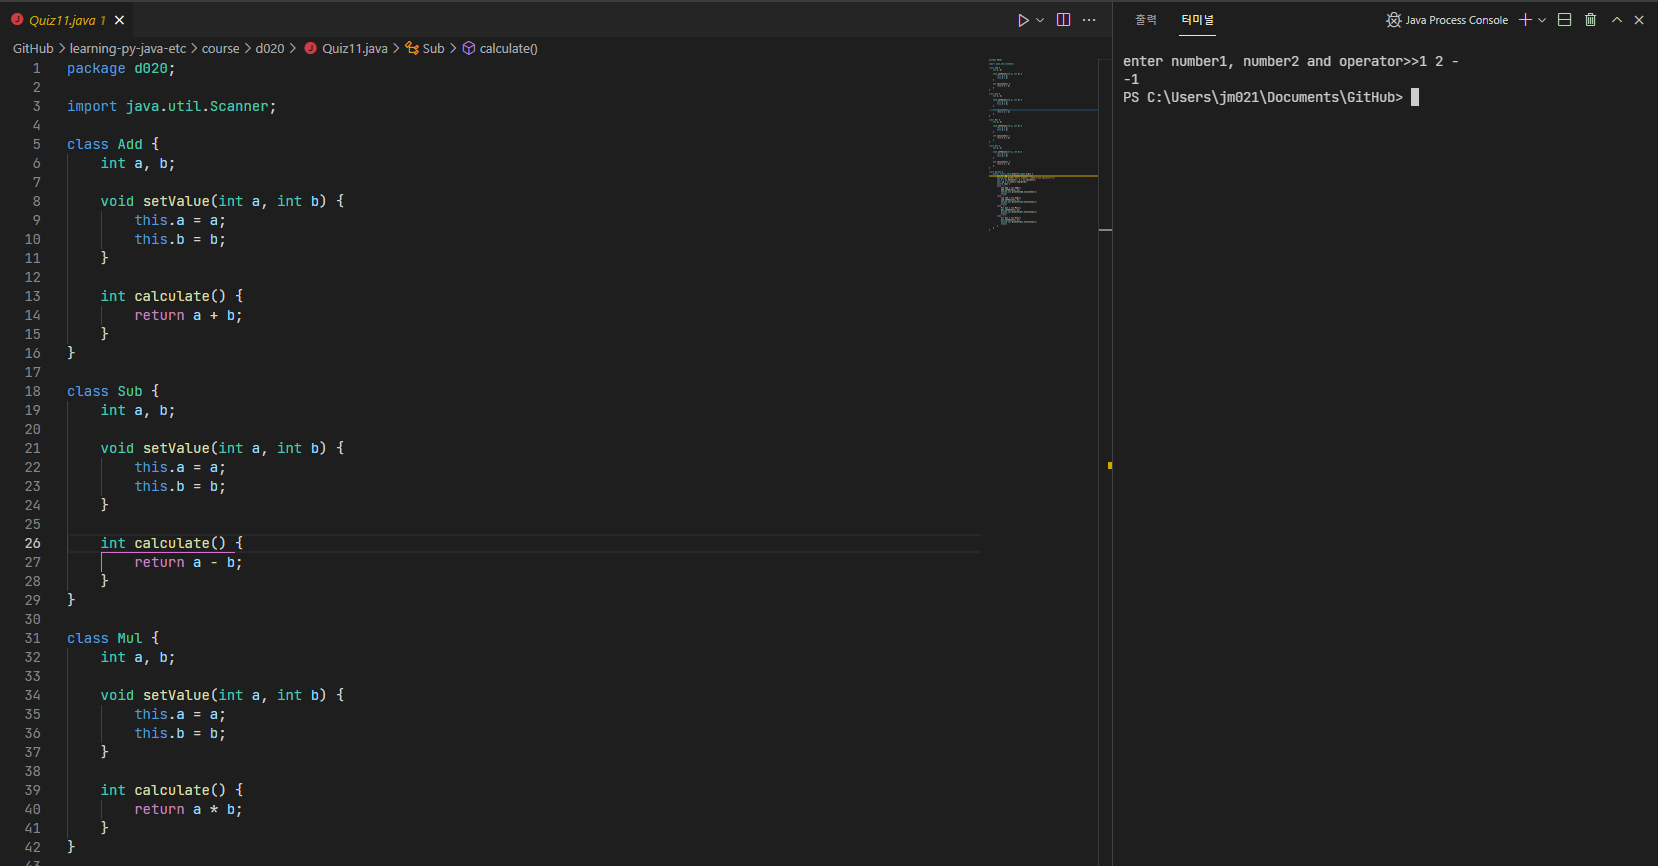 Quiz11.java 1
GitHub > learning-py-java-etc > course > d020 > Quiz11.java > Sub > calculate()
1 package d020;
2
3 import java.util.Scanner;
4
5 class Add {
6 int a, b;
7
8 void setValue(int a, int b) {
9 this.a = a;
10 this.b = b;
11 }
12
13 int calculate() {
14 return a + b;
15 }
16 }
17
18 class Sub {
19 int a, b;
20
21 void setValue(int a, int b) {
22 this.a = a;
23 this.b = b;
24 }
25
26 int calculate() {
27 return a - b;
28 }
29 }
30
31 class Mul {
32 int a, b;
33
34 void setValue(int a, int b) {
35 this.a = a;
36 this.b = b;
37 }
38
39 int calculate() {
40 return a * b;
41 }
42 }
43
출력 터미널 Java Process Console
enter number1, number2 and operator>>1 2 -
-1
PS C:\Users\jm021\Documents\GitHub>